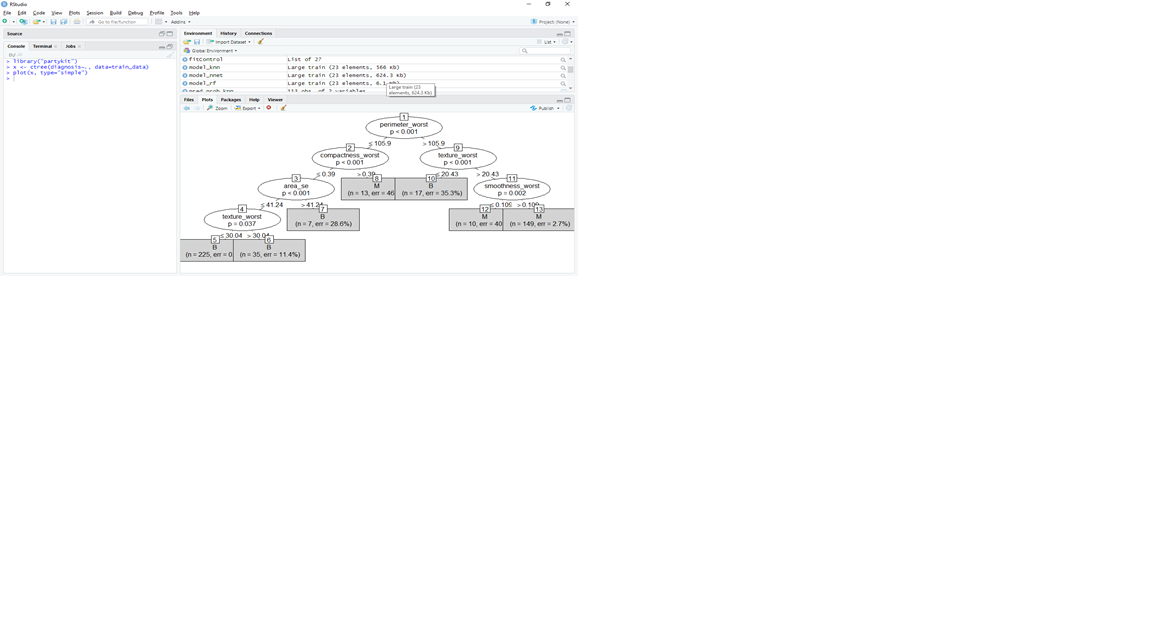 RStudio
File Edit Code View Plots Session Build Debug Profile Tools Help
Go to file/function Addins Project: (None)
Source
Console Terminal Jobs
> library("partykit")
> x <- ctree(diagnosis~., data=train_data)
> plot(x, type="simple")
>
Environment History Connections
Import Dataset List
Global Environment
fitControl List of 27
model_knn Large train (23 elements, 560 Kb)
model_nnet Large train (23 elements, 624.3 Kb)
model_rf Large train (23 elements, 6.1
pred_prob_knn 113 obs. of 2 variables
Large train (23
elements, 624.3 Kb)
Files Plots Packages Help Viewer
Zoom Export Publish
1
perimeter_worst
p < 0.001
≤ 105.9 > 105.9
2 9
compactness_worst texture_worst
p < 0.001 p < 0.001
≤ 0.39 > 0.39 ≤ 20.43 > 20.43
3 8 10 11
area_se M B smoothness_worst
p < 0.001 (n = 13, err = 46 (n = 17, err = 35.3%) p = 0.002
≤ 41.24 > 41.24 ≤ 0.109 > 0.109
4 7 12 13
texture_worst B M M
p = 0.037 (n = 7, err = 28.6%) (n = 10, err = 40 (n = 149, err = 2.7%)
≤ 30.04 > 30.04
5 6
B B
(n = 225, err = 0 (n = 35, err = 11.4%)